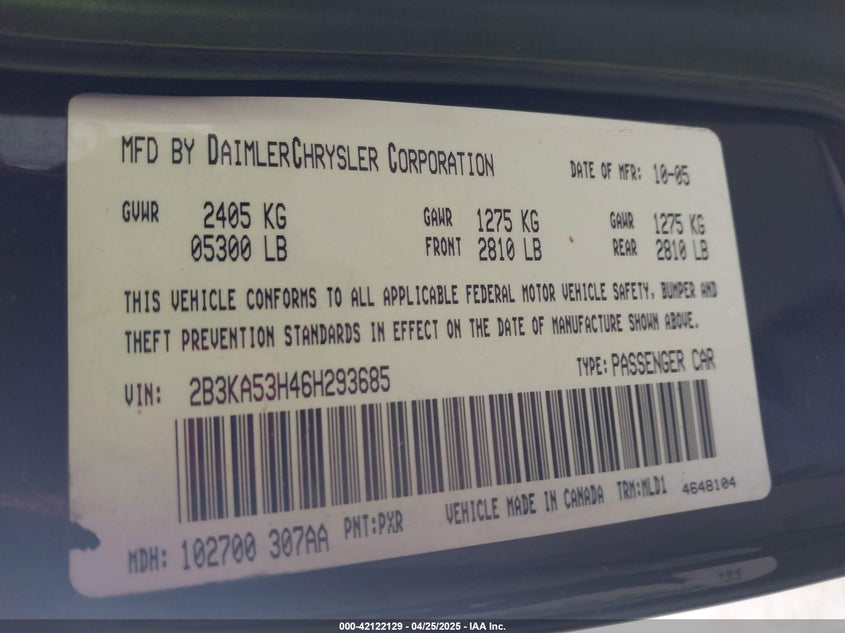 MFD BY DAIMLERCHRYSLER CORPORATION DATE OF MFR: 10-05
GVWR 2405 KG GAWR 1275 KG GAWR 1275 KG
05300 LB FRONT 2810 LB REAR 2810 LB
THIS VEHICLE CONFORMS TO ALL APPLICABLE FEDERAL MOTOR VEHICLE SAFETY, BUMPER AND
THEFT PREVENTION STANDARDS IN EFFECT ON THE DATE OF MANUFACTURE SHOWN ABOVE.
VIN: 2B3KA53H46H293685 TYPE: PASSENGER CAR
MDH: 102700 307AA PNT:PXR VEHICLE MADE IN CANADA TRM:MLD1 4648104
000-42122129 - 04/25/2025 - IAA Inc.